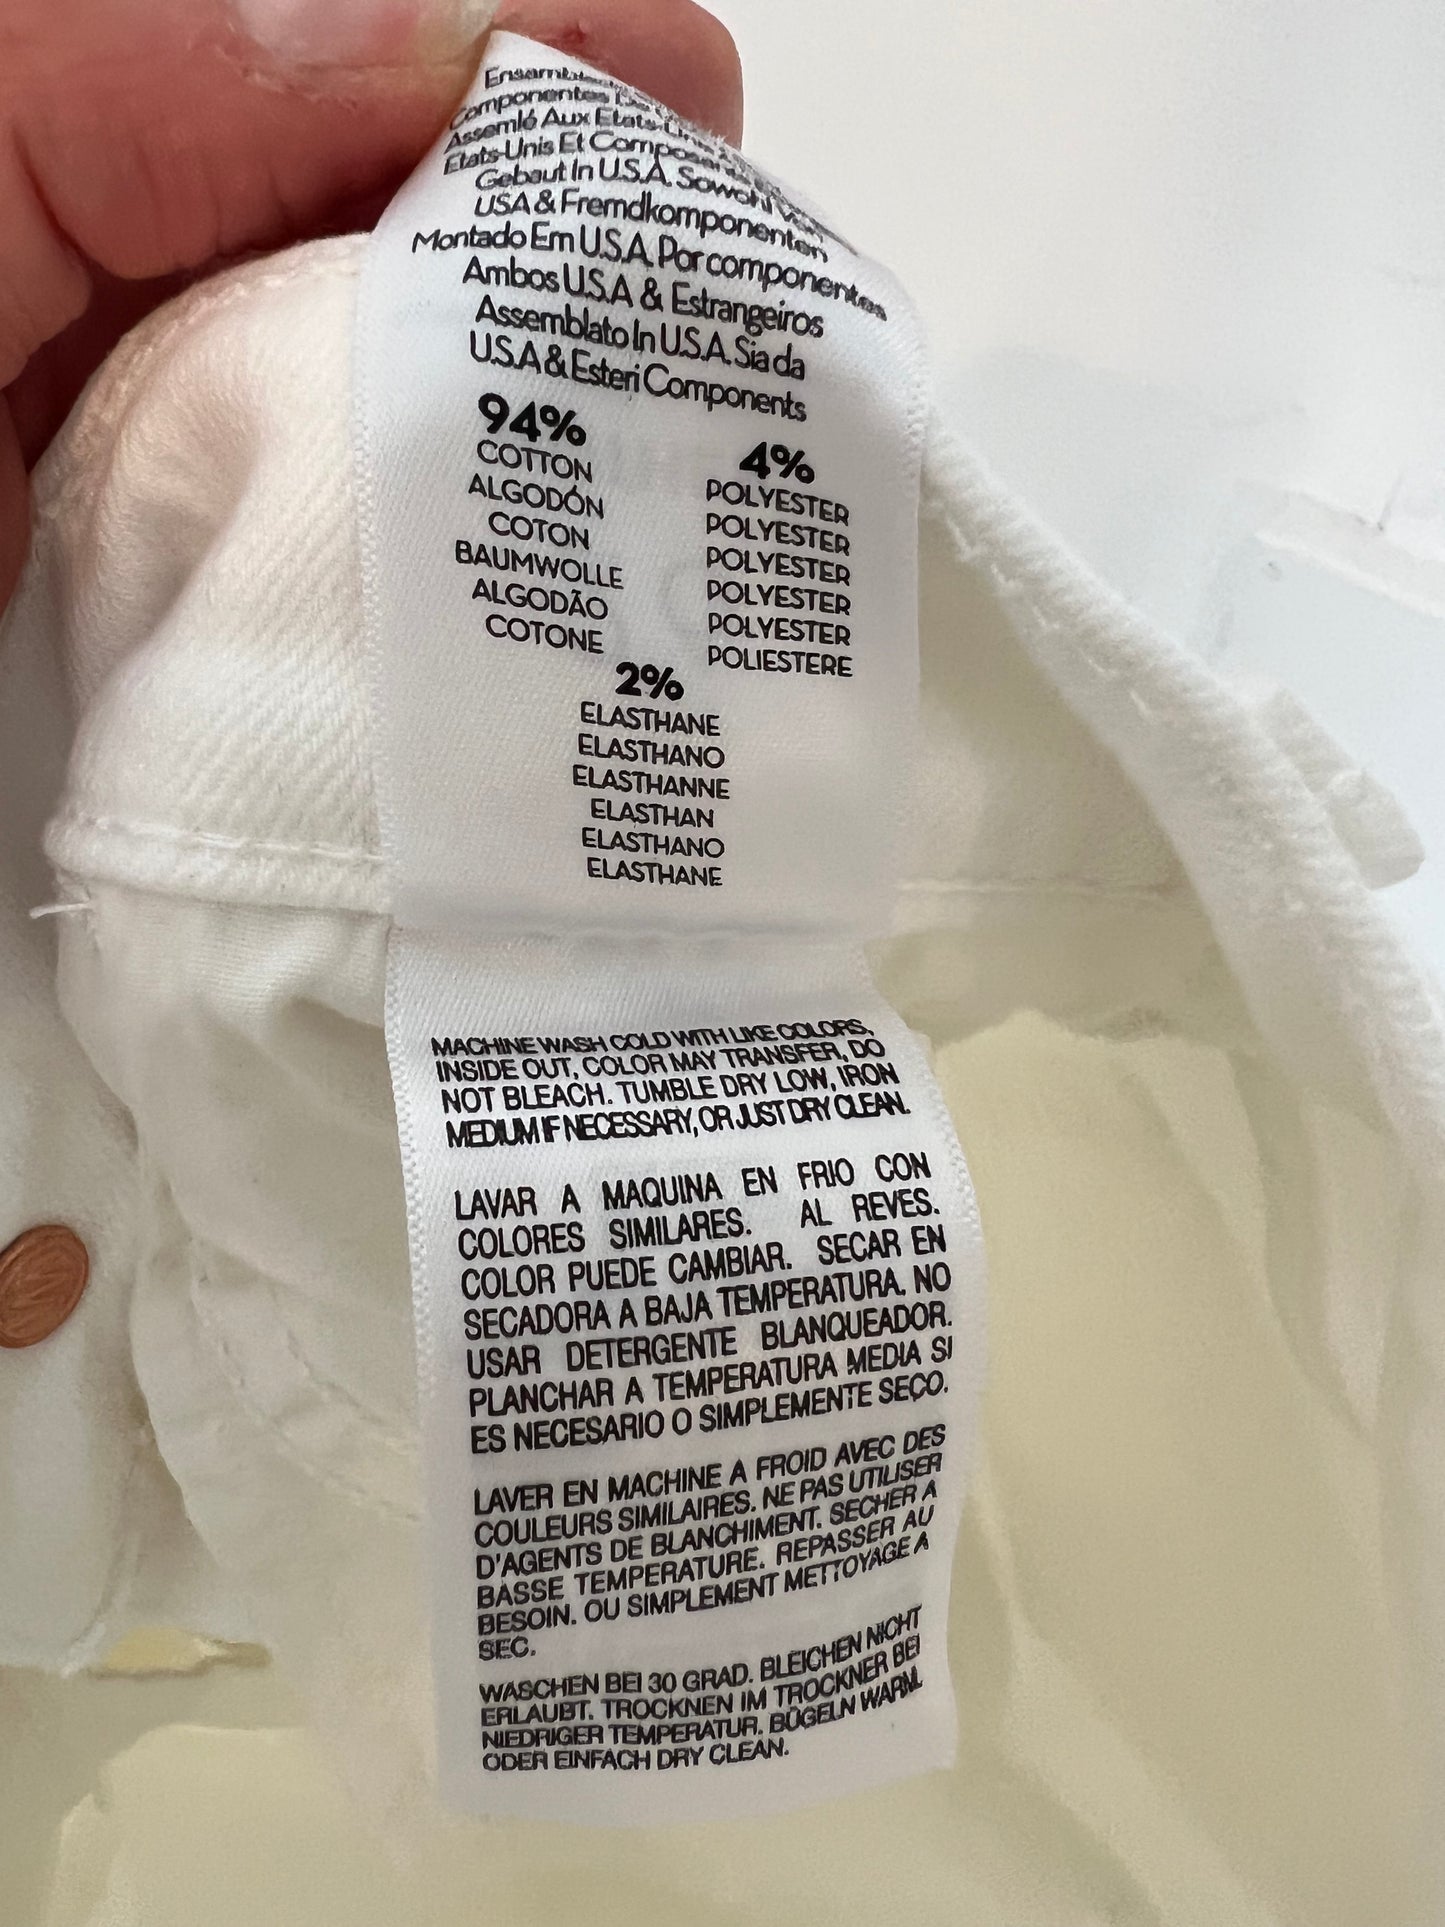 Componentes
Assemló Aux Etats-Unis
Etats-Unis Et
Gebaut In U.S.A. Sowohl Von
USA & Fremdkomponenten
Montado Em U.S.A. Por componentes
Ambos U.S.A & Estrangeiros
Assemblato In U.S.A. Sia da
U.S.A & Esteri Components
94%
COTTON
ALGODÓN
COTON
BAUMWOLLE
ALGODÃO
COTONE
4%
POLYESTER
POLYESTER
POLYESTER
POLYESTER
POLYESTER
POLIESTERE
2%
ELASTHANE
ELASTHANO
ELASTHANNE
ELASTHAN
ELASTHANO
ELASTHANE
MACHINE WASH COLD WITH LIKE COLORS,
INSIDE OUT, COLOR MAY TRANSFER, DO
NOT BLEACH. TUMBLE DRY LOW, IRON
MEDIUM IF NECESSARY, OR JUST DRY CLEAN.
LAVAR A MAQUINA EN FRIO CON
COLORES SIMILARES. AL REVES.
COLOR PUEDE CAMBIAR. SECAR EN
SECADORA A BAJA TEMPERATURA. NO
USAR DETERGENTE BLANQUEADOR.
PLANCHAR A TEMPERATURA MEDIA SI
ES NECESARIO O SIMPLEMENTE SECO.
LAVER EN MACHINE A FROID AVEC DES
COULEURS SIMILAIRES. NE PAS UTILISER
D'AGENTS DE BLANCHIMENT. SECHER A
BASSE TEMPERATURE. REPASSER AU
BESOIN. OU SIMPLEMENT METTOYAGE A
SEC.
WASCHEN BEI 30 GRAD. BLEICHEN NICHT
ERLAUBT. TROCKNEN IM TROCKNER BEI
NIEDRIGER TEMPERATUR. BÜGELN WARM.
ODER EINFACH DRY CLEAN.